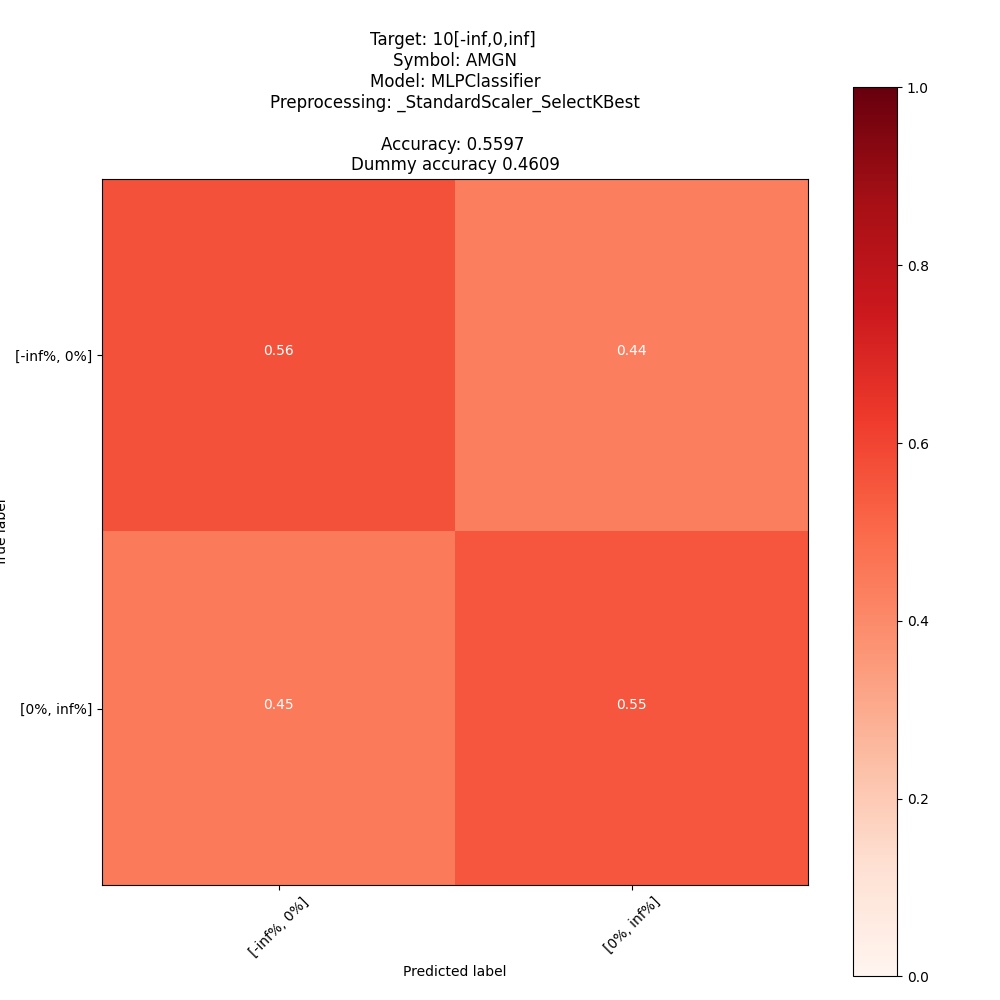 Target: 10[-inf,0,inf]
Symbol: AMGN
Model: MLPClassifier
Preprocessing: _StandardScaler_SelectKBest
Accuracy: 0.5597
Dummy accuracy 0.4609
1.0
0.8
0.6
0.4
0.2
0.0
[-inf%, 0%]
0.56
0.44
True label
[0%, inf%]
0.45
0.55
[-inf%, 0%]
[0%, inf%]
Predicted label